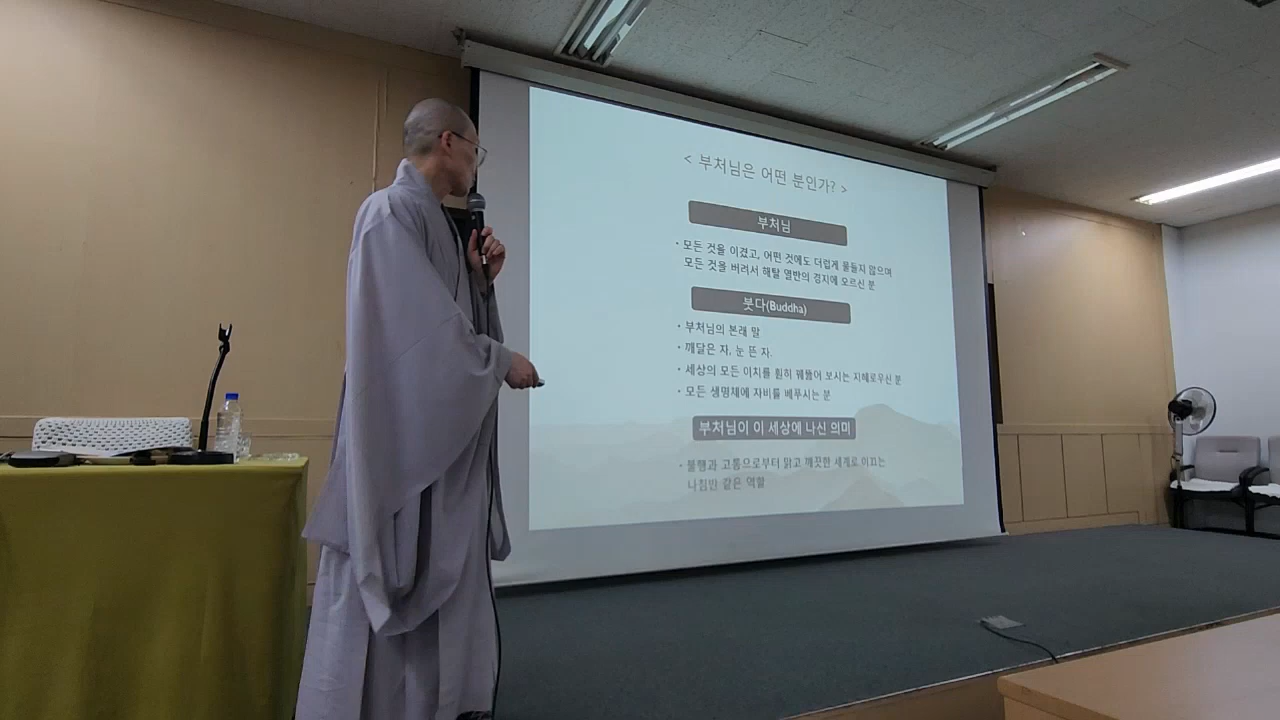 < 부처님은 어떤 분인가? >
부처님
· 모든 것을 이겼고, 어떤 것에도 더럽게 물들지 않으며
모든 것을 버려서 해탈 열반의 경지에 오르신 분
붓다(Buddha)
· 부처님의 본래 말
· 깨달은 자, 눈 뜬 자.
· 세상의 모든 이치를 훤히 꿰뚫어 보시는 지혜로우신 분
· 모든 생명체에 자비를 베푸시는 분
부처님이 이 세상에 나신 의미
· 불행과 고통으로부터 맑고 깨끗한 세계로 이끄는
나침반 같은 역할